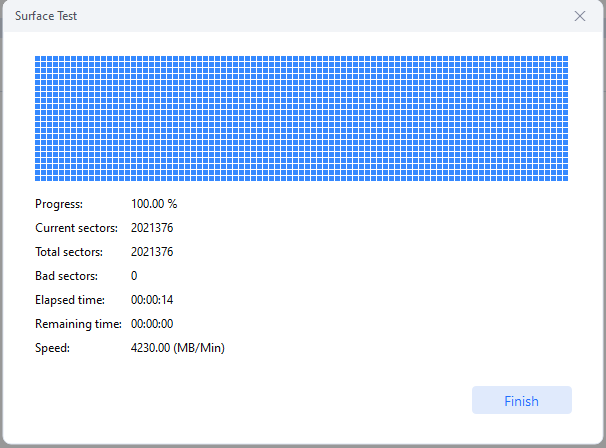 Surface Test
Progress: 100.00 %
Current sectors: 2021376
Total sectors: 2021376
Bad sectors: 0
Elapsed time: 00:00:14
Remaining time: 00:00:00
Speed: 4230.00 (MB/Min)
Finish